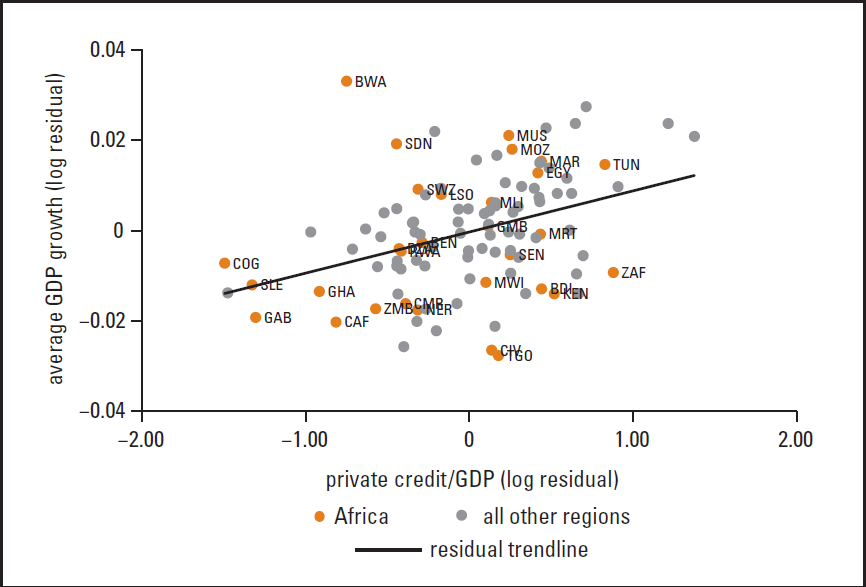 average GDP growth (log residual)
0.04
0.02
0
−0.02
−0.04
BWA
SDN
MUS
MOZ
MAR
TUN
EGY
SWZ
LSO
MLI
GMB
MRT
BEN
RWA
SEN
COG
ZAF
SLE
MWI
BDI
GHA
KEN
CMR
ZMB
NER
GAB
CAF
CIV
TGO
−2.00 −1.00 0 1.00 2.00
private credit/GDP (log residual)
Africa all other regions
residual trendline